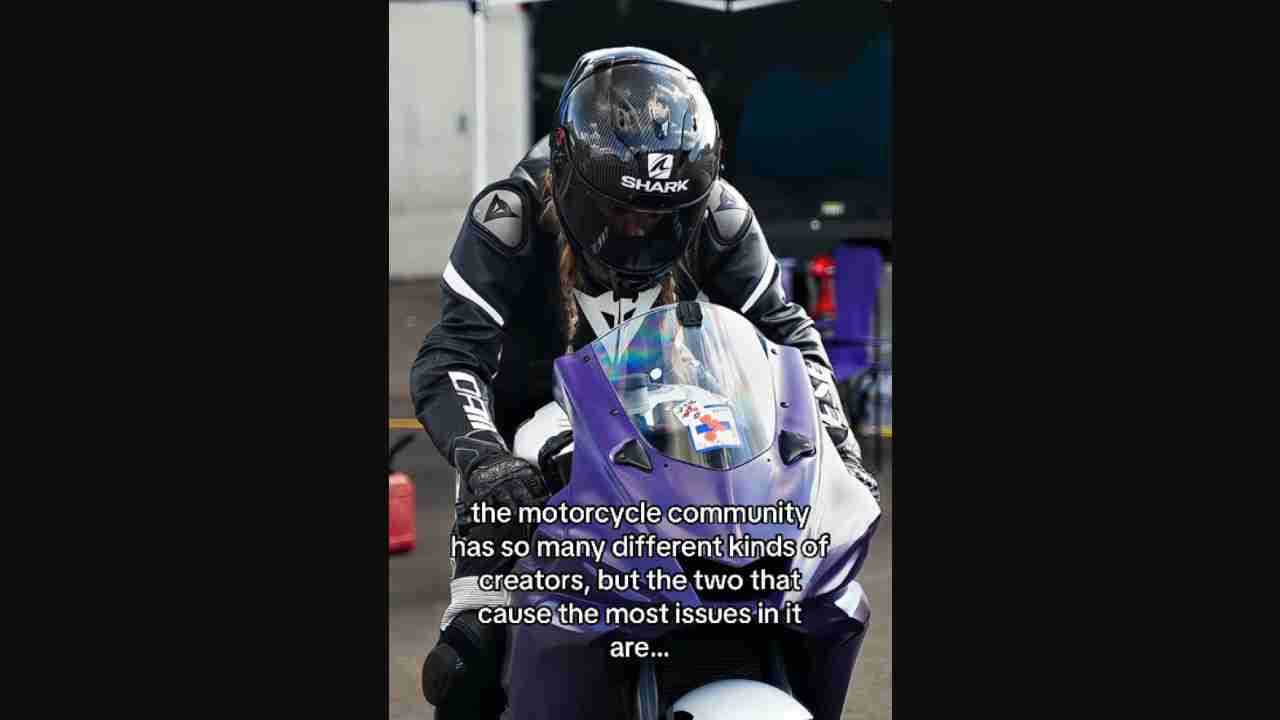 SHARK
DAIN
the motorcycle community
has so many different kinds of
creators, but the two that
cause the most issues in it
are...